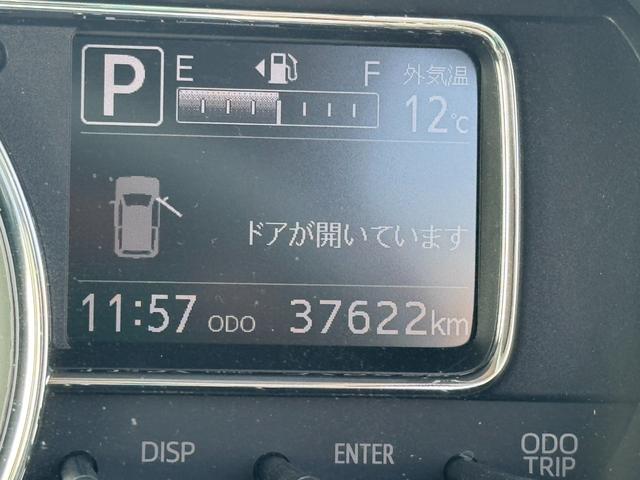 P E F 外気温
12℃
ドアが開いています
11:57 ODO 37622km
DISP ENTER ODO
TRIP